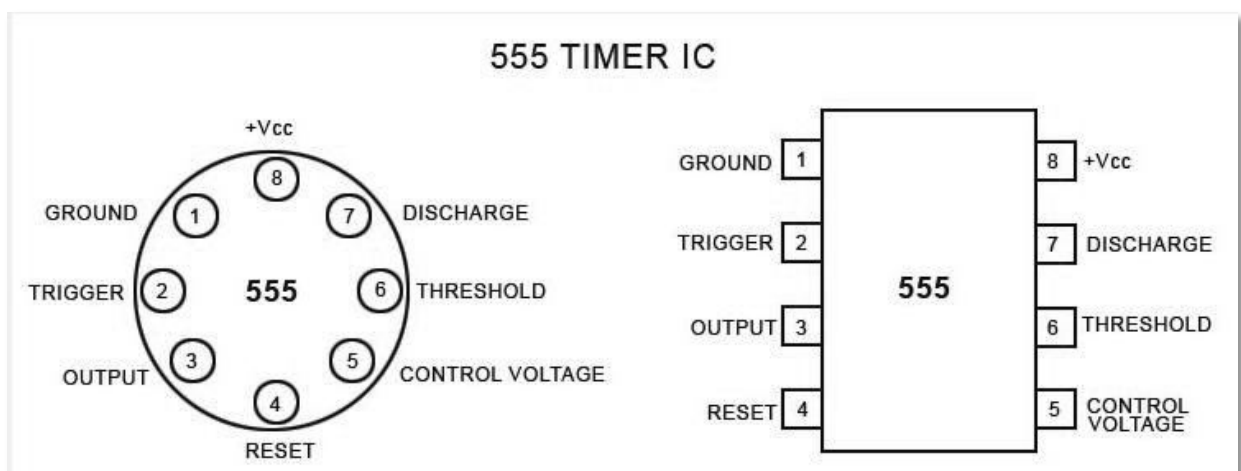 555 TIMER IC
+Vcc
8
GROUND
1
7
DISCHARGE
TRIGGER
2
555
6
THRESHOLD
OUTPUT
3
5
CONTROL VOLTAGE
4
RESET
GROUND 1
8 +Vcc
TRIGGER 2
7 DISCHARGE
555
OUTPUT 3
6 THRESHOLD
RESET 4
5 CONTROL
VOLTAGE